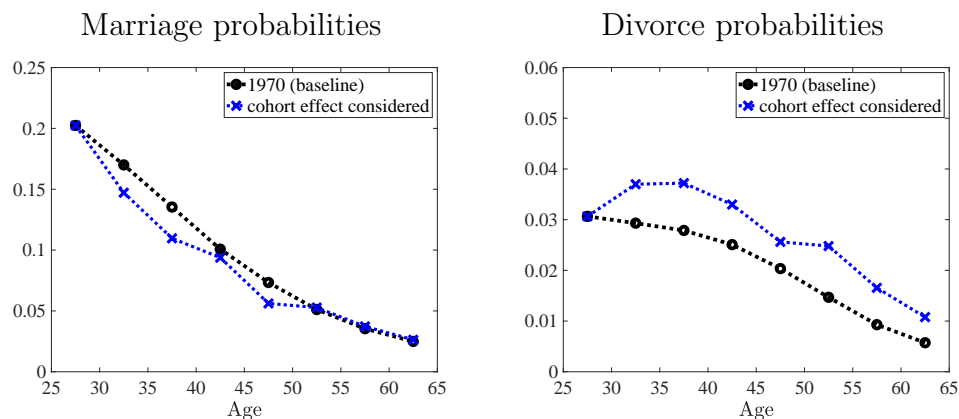 Marriage probabilities
0.25
0.2
0.15
0.1
0.05
0
25 30 35 40 45 50 55 60 65
Age
1970 (baseline)
cohort effect considered
Divorce probabilities
0.06
0.05
0.04
0.03
0.02
0.01
0
25 30 35 40 45 50 55 60 65
Age
1970 (baseline)
cohort effect considered